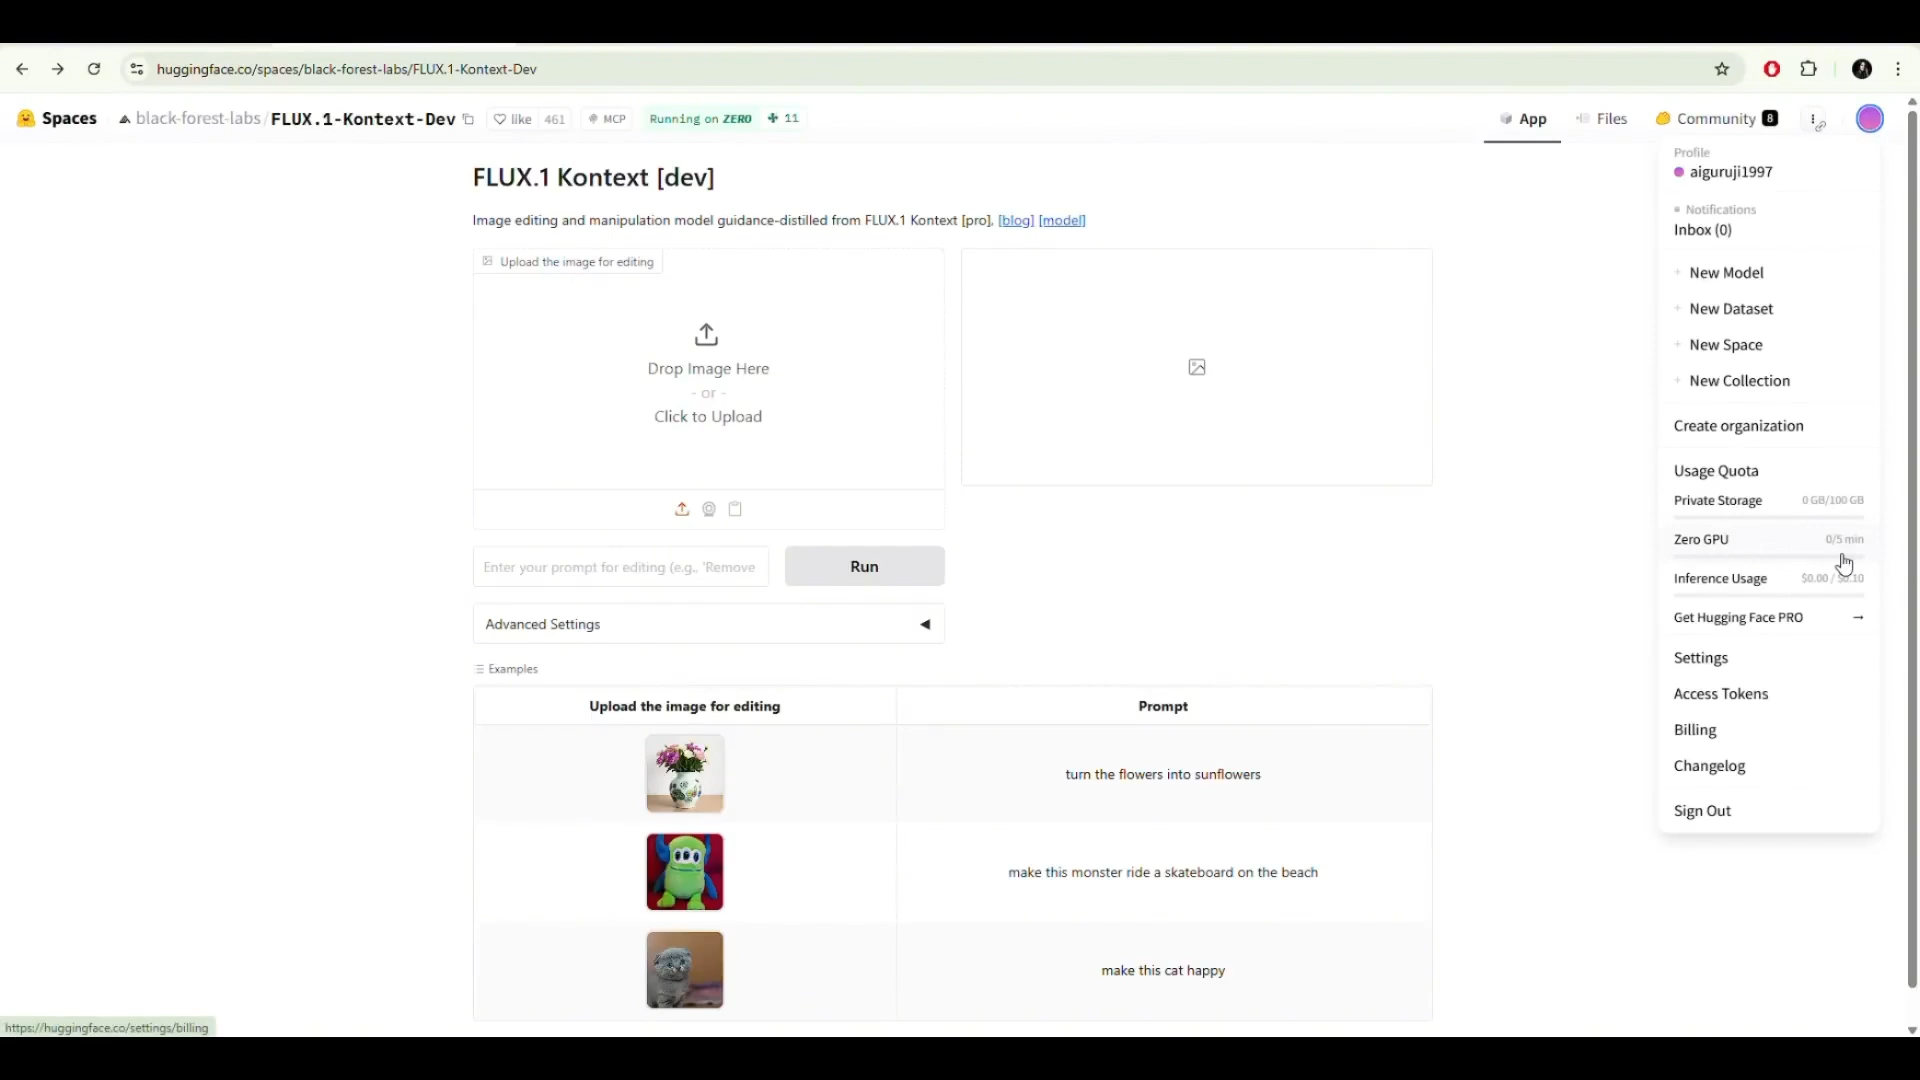 huggingface.co/spaces/black-forest-labs/FLUX.1-Kontext-Dev
Spaces black-forest-labs/FLUX.1-Kontext-Dev like 461 MCP Running on ZERO 11 App Files Community 8
Profile
aiguruji1997
Notifications
Inbox (0)
New Model
New Dataset
New Space
New Collection
Create organization
Usage Quota
Private Storage 0 GB/100 GB
Zero GPU 0/5 min
Inference Usage $0.00 / $0.10
Get Hugging Face PRO →
Settings
Access Tokens
Billing
Changelog
Sign Out
FLUX.1 Kontext [dev]
Image editing and manipulation model guidance-distilled from FLUX.1 Kontext [pro], [blog] [model]
Upload the image for editing
Drop Image Here
- or -
Click to Upload
Enter your prompt for editing (e.g., 'Remove
Run
Advanced Settings
Examples
Upload the image for editing Prompt
turn the flowers into sunflowers
make this monster ride a skateboard on the beach
make this cat happy
https://huggingface.co/settings/billing